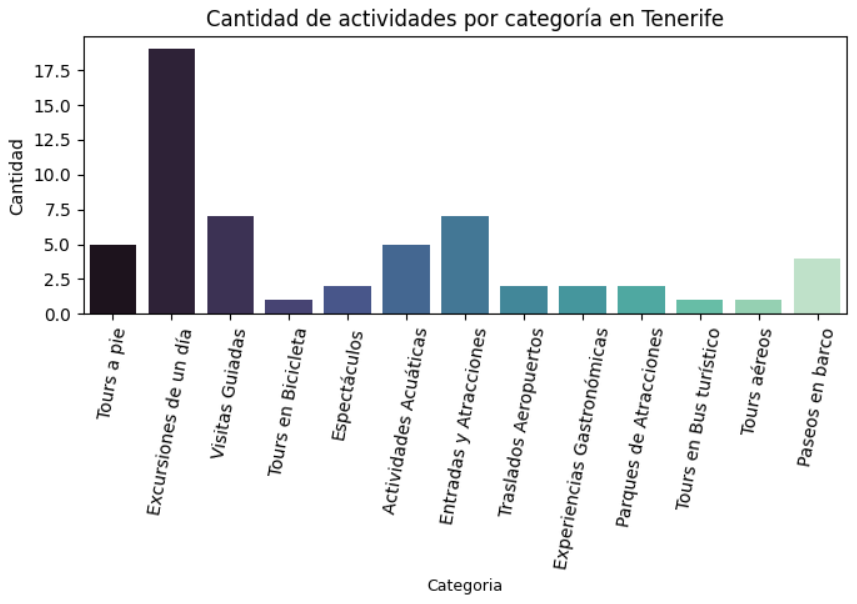 Cantidad de actividades por categoría en Tenerife
Cantidad
17.5
15.0
12.5
10.0
7.5
5.0
2.5
0.0
Tours a pie
Excursiones de un día
Visitas Guiadas
Tours en Bicicleta
Espectáculos
Actividades Acuáticas
Entradas y Atracciones
Traslados Aeropuertos
Experiencias Gastronómicas
Parques de Atracciones
Tours en Bus turístico
Tours aéreos
Paseos en barco
Categoria